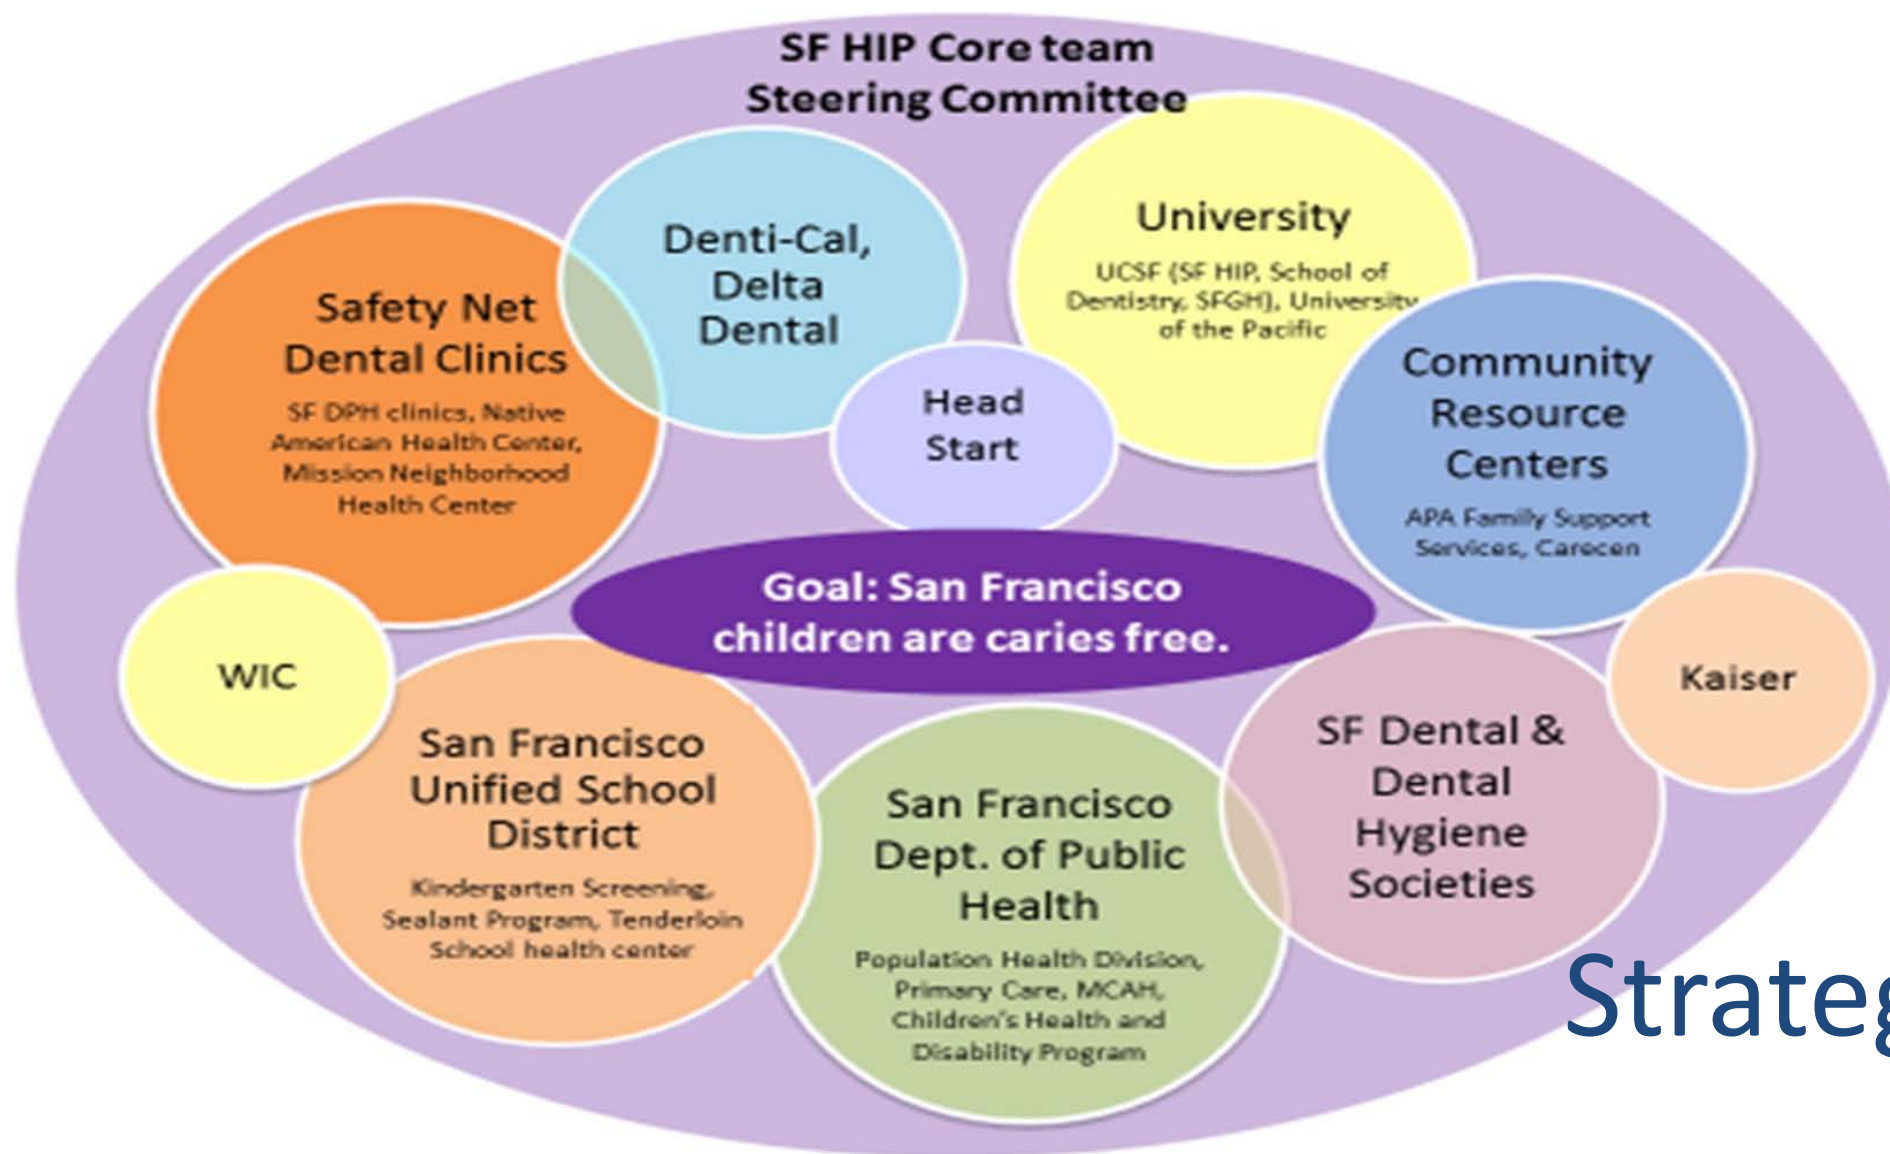 SF HIP Core team
Steering Committee
Denti-Cal,
Delta
Dental
University
UCSF (SF HIP, School of
Dentistry, SFGH), University
of the Pacific
Safety Net
Dental Clinics
SF DPH clinics, Native
American Health Center,
Mission Neighborhood
Health Center
Head
Start
Community
Resource
Centers
APA Family Support
Services, Carecen
Goal: San Francisco
children are caries free.
WIC
Kaiser
San Francisco
Unified School
District
Kindergarten Screening,
Sealant Program, Tenderloin
School health center
San Francisco
Dept. of Public
Health
Population Health Division,
Primary Care, MCAH,
Children's Health and
Disability Program
SF Dental &
Dental
Hygiene
Societies